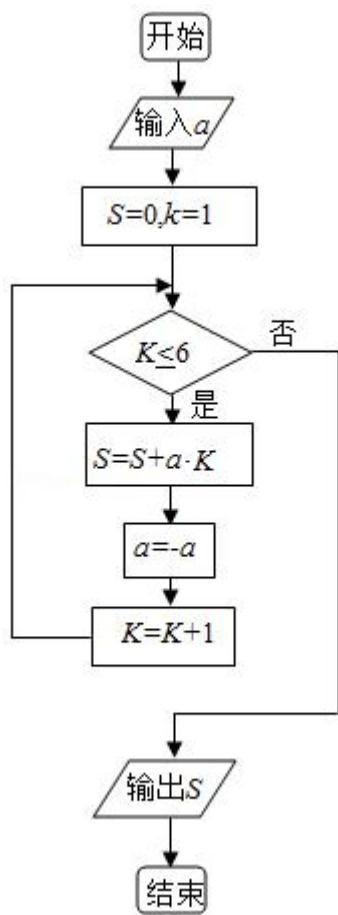 开始
输入a
S=0,k=1
K≤6
否
是
S=S+a·K
a=-a
K=K+1
输出S
结束